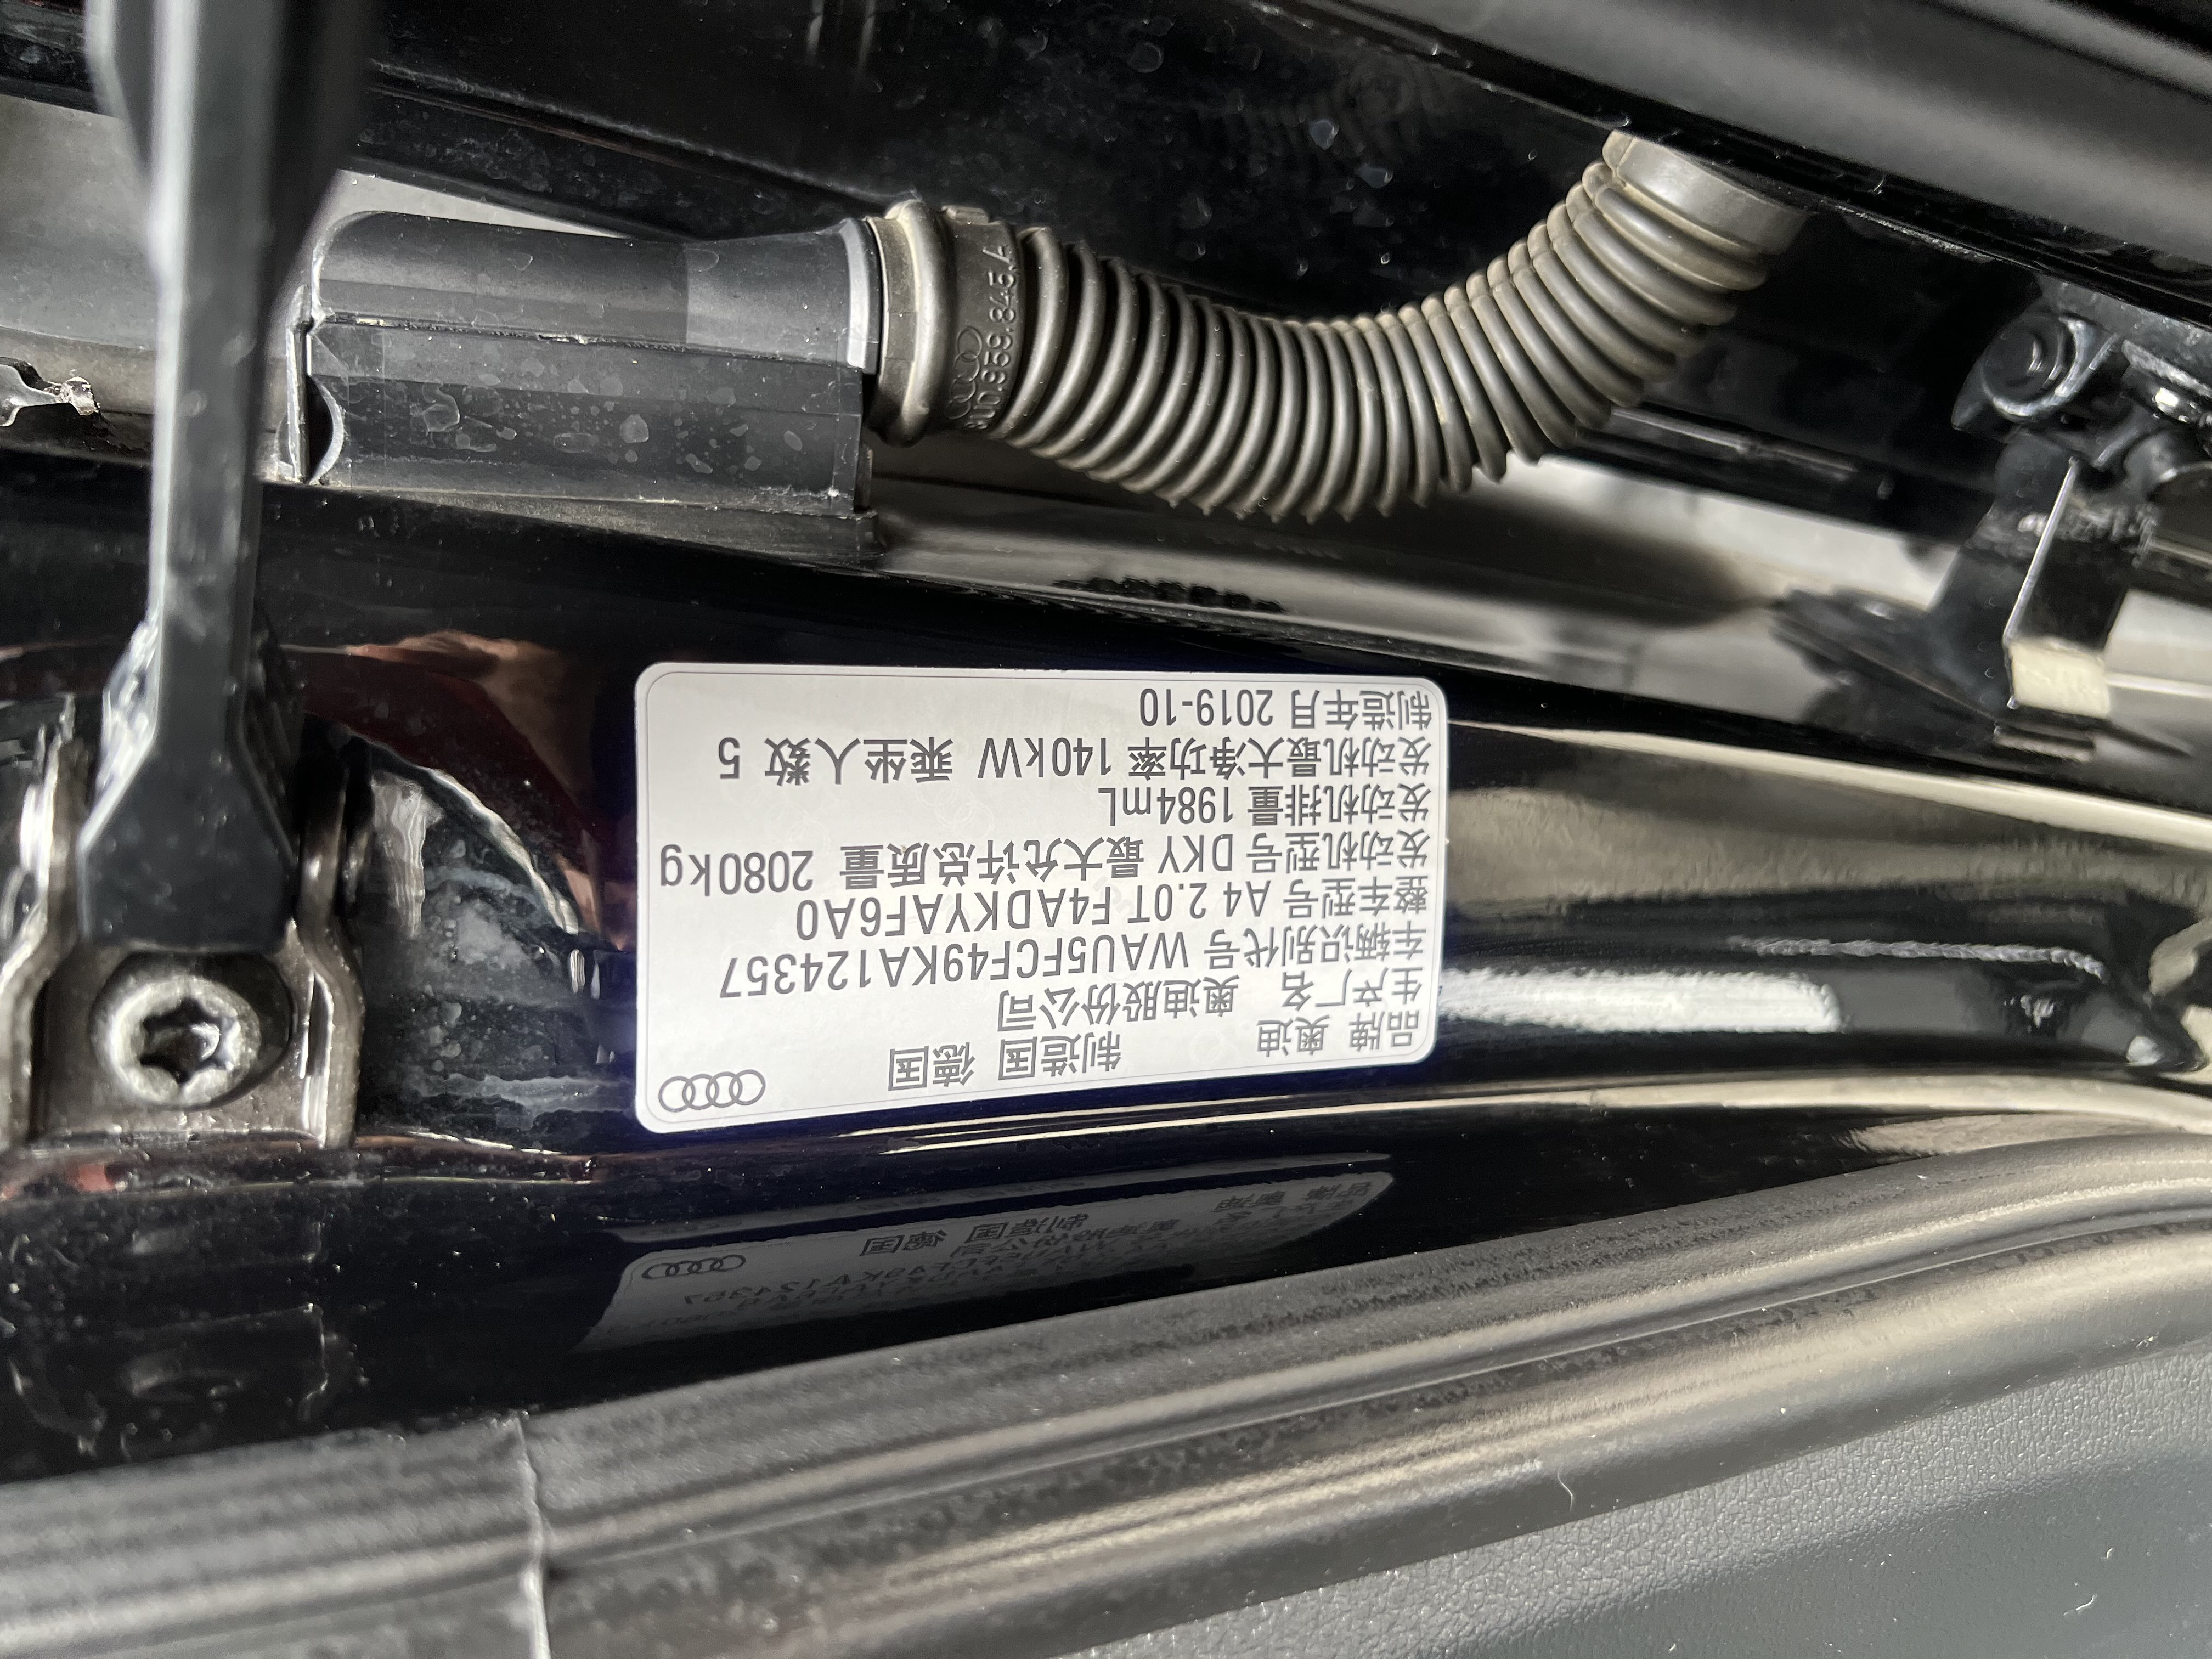 品牌 奥迪 制造国 德国
生产厂名 奥迪股份公司
车辆识别代号 WAU5FCF49KA124357
整车型号 A4 2.0T F4ADKYAF6A0
发动机型号 DKY 最大允许总质量 2080kg
发动机排量 1984mL
发动机最大净功率 140kW 乘坐人数 5
制造年月 2019-10
959.845.A